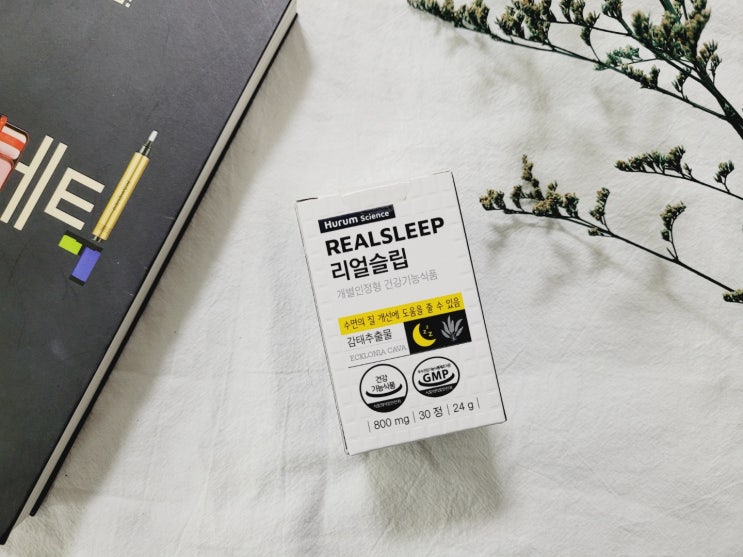 세트!
Hurum Science
REALSLEEP
리얼슬립
개별인정형 건강기능식품
수면의 질 개선에 도움을 줄 수 있음
감태추출물
ECKLONIA CAVA
건강
기능식품
GMP
| 800 mg | 30 정 | 24 g |